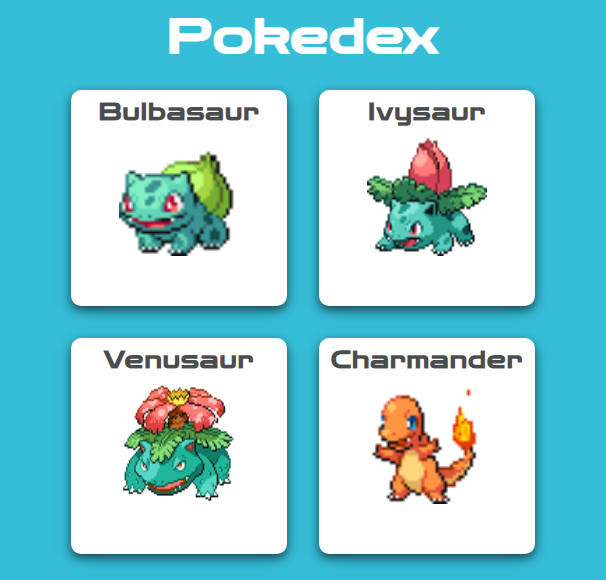 Pokedex
Bulbasaur
Ivysaur
Venusaur
Charmander